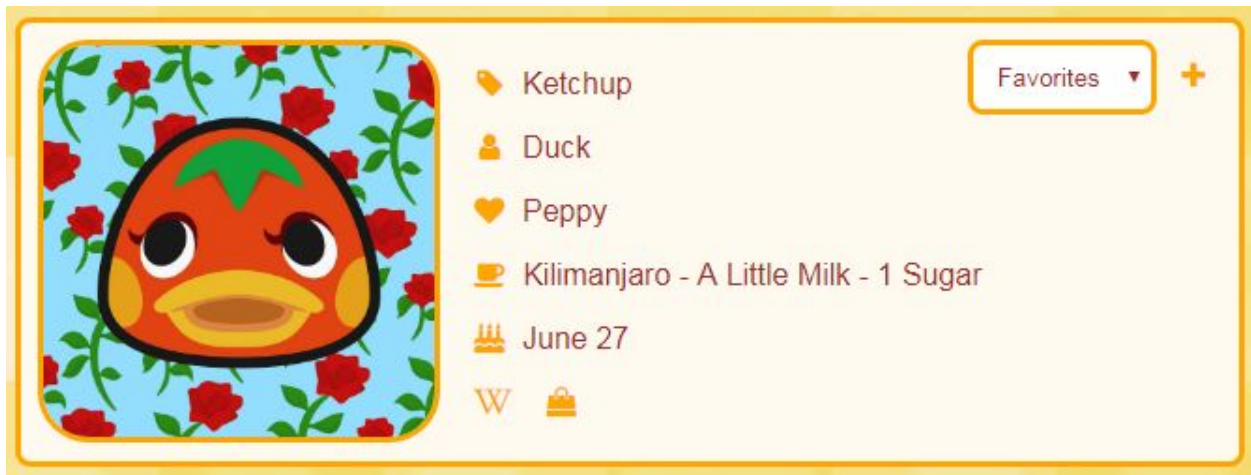 Ketchup
Favorites
Duck
Peppy
Kilimanjaro - A Little Milk - 1 Sugar
June 27
W